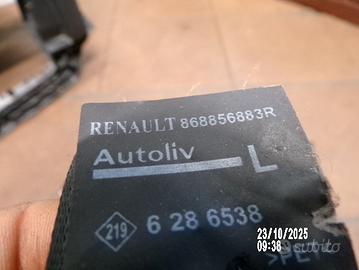 RENAULT 868856883R
Autoliv
L
219 6 28 6538
23/10/2025
09:38
subito